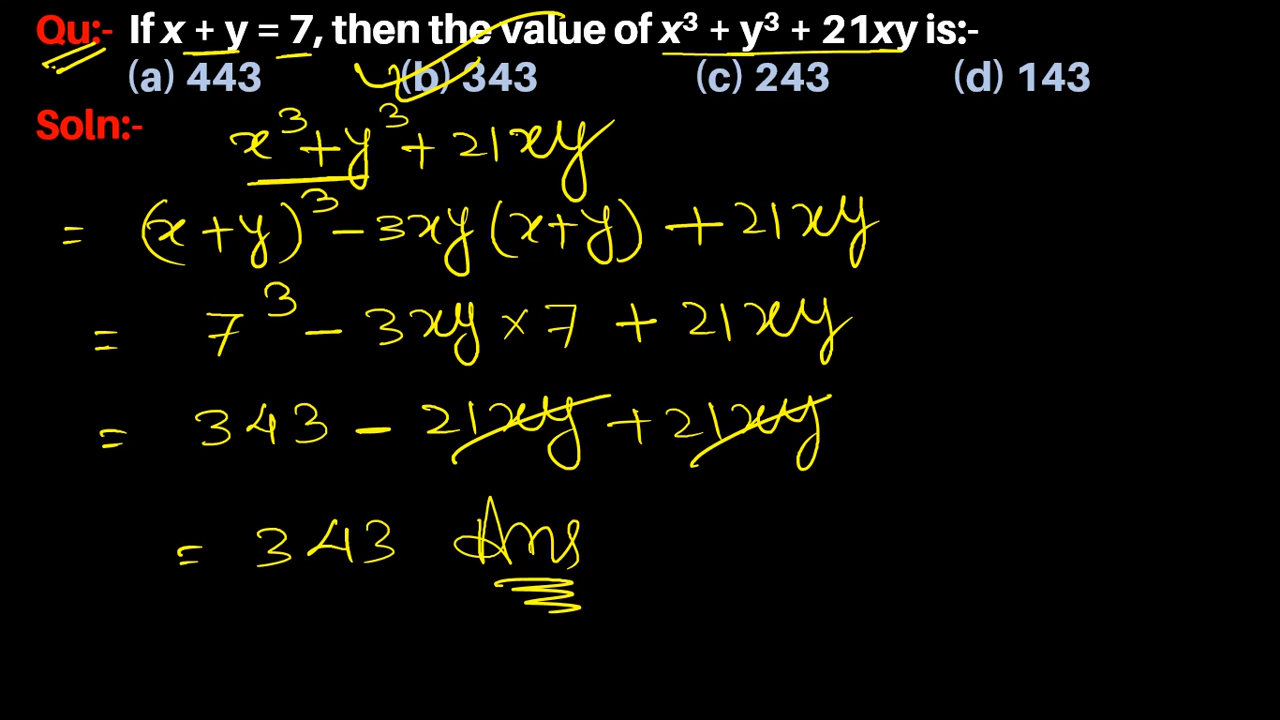 Qu:- If x + y = 7, then the value of x³ + y³ + 21xy is:-
(a) 443 (b) 343 (c) 243 (d) 143
Soln:-
x³+y³+21xy
= (x+y)³-3xy(x+y)+21xy
= 7³-3xy×7+21xy
= 343-21xy+21xy
= 343 Ans